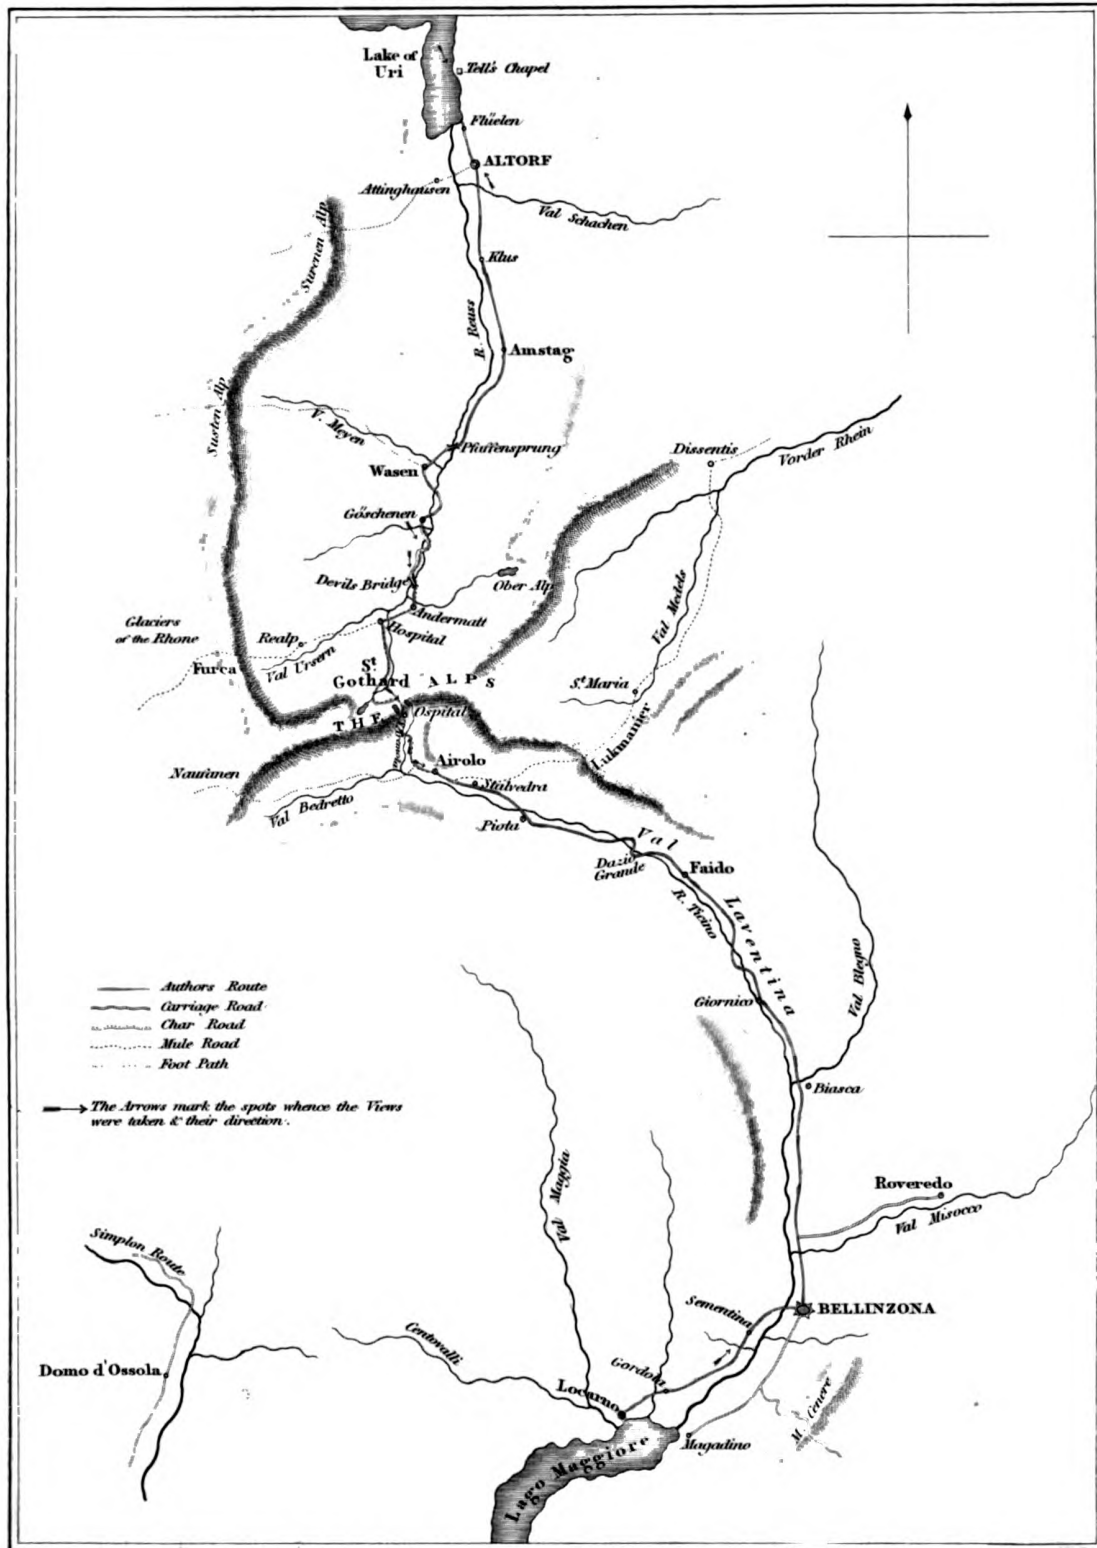 Lake of
Uri
Tell's Chapel
Flüelen
ALTORF
Attinghausen
Val Schachen
Surenen Alp
Klus
R. Reuss
Amstag
Susten Alp
V. Meyen
Pfaffensprung
Wasen
Dissentis
Vorder Rhein
Göschenen
Devils Bridge
Ober Alp
Val Medels
Andermatt
Glaciers
of the Rhone
Realp
Hospital
Furca
Val Ursern
St.
Gothard
THE ALPS
St. Maria
Ospital
Lukmanier
Airolo
Nauranen
Stalvedra
Val Bedretto
Piota
Val Laventina
Dazio
Grande
Faido
R. Ticino
Val Blegno
Giornico
Authors Route
Carriage Road
Char Road
Mule Road
Foot Path
Biasca
The Arrows mark the spots whence the Views
were taken & their direction.
Roveredo
Val Misocco
Val Maggia
Simplon Route
Sementina
BELLINZONA
Centovalli
Domo d'Ossola
Gordola
Locarno
M. Cenere
Magadino
Lago Maggiore